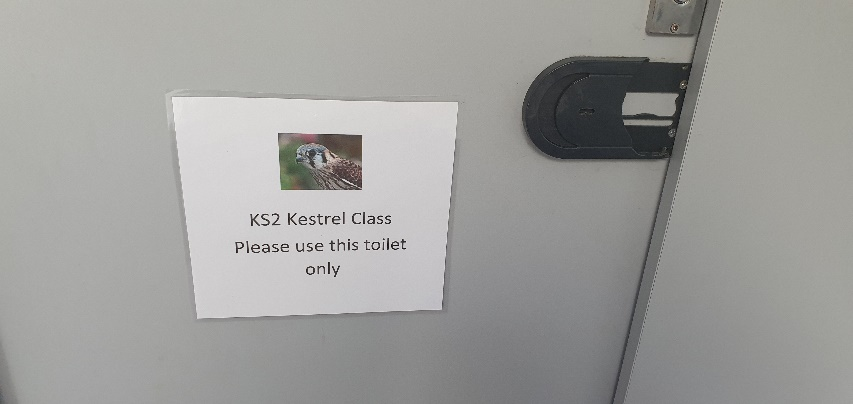 KS2 Kestrel Class
Please use this toilet
only